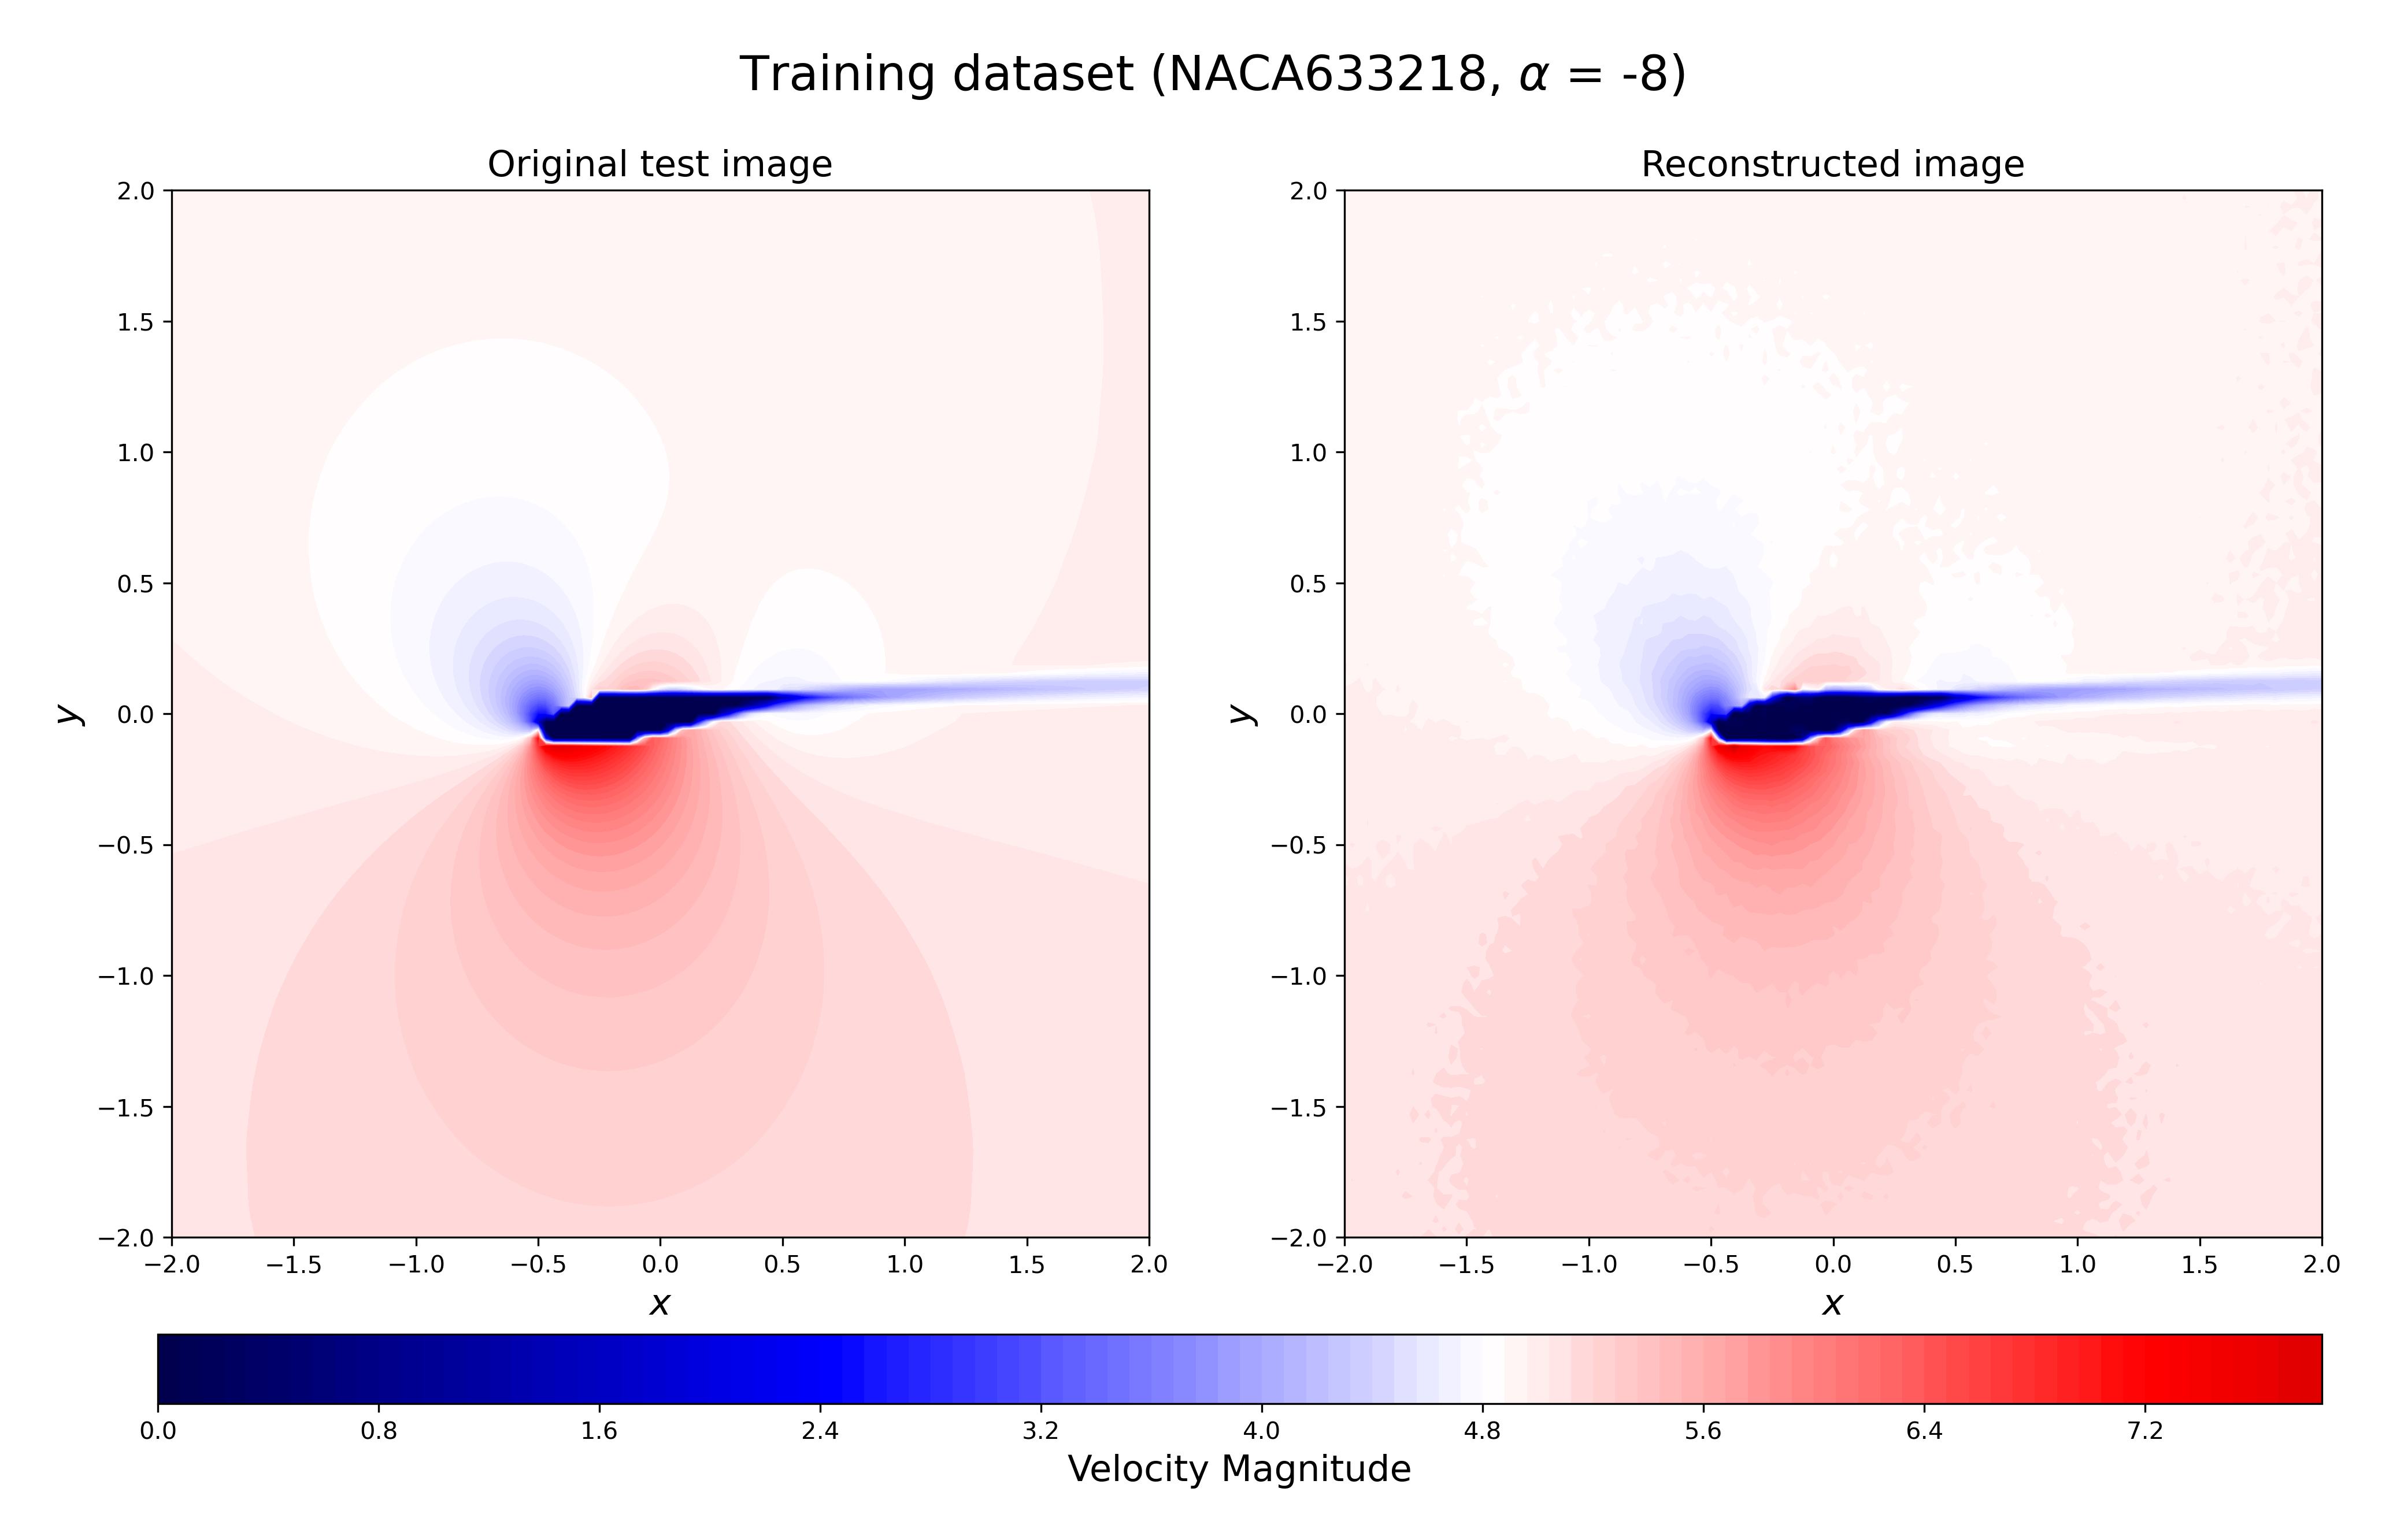 Training dataset (NACA633218, α = -8)
Original test image
Reconstructed image
2.0
1.5
1.0
0.5
0.0
−0.5
−1.0
−1.5
−2.0
y
−2.0 −1.5 −1.0 −0.5 0.0 0.5 1.0 1.5 2.0
x
2.0
1.5
1.0
0.5
0.0
−0.5
−1.0
−1.5
−2.0
y
−2.0 −1.5 −1.0 −0.5 0.0 0.5 1.0 1.5 2.0
x
0.0 0.8 1.6 2.4 3.2 4.0 4.8 5.6 6.4 7.2
Velocity Magnitude